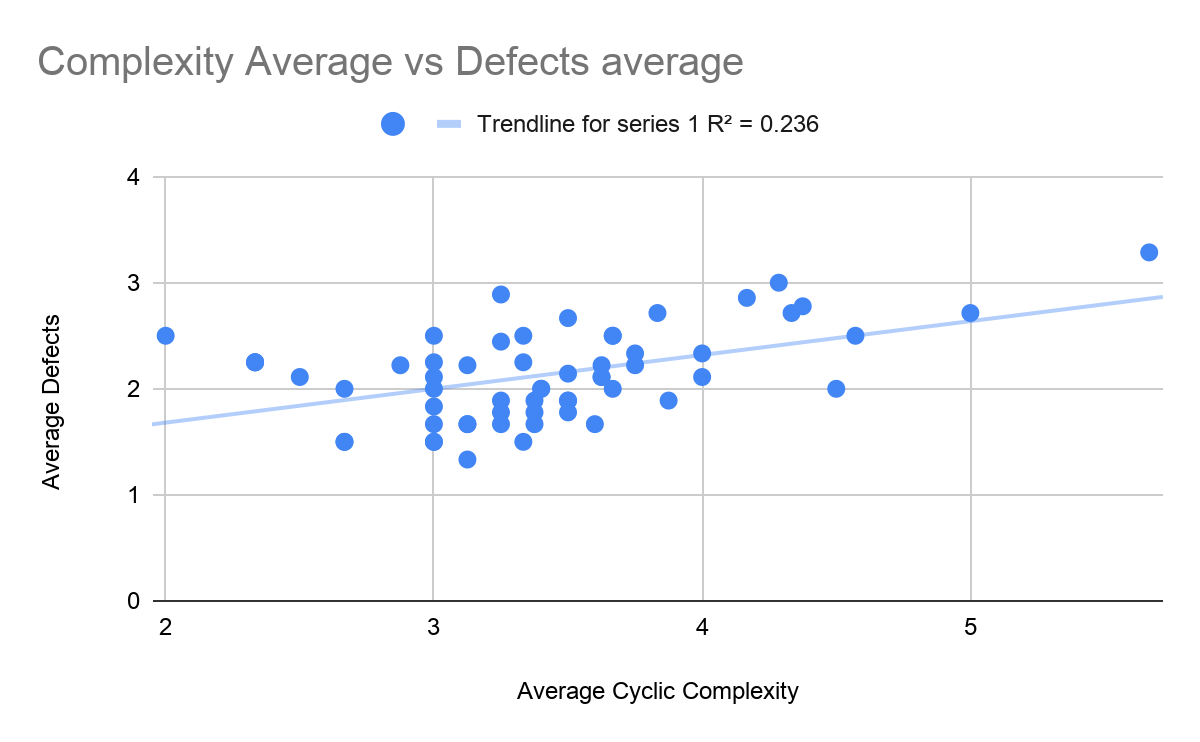 Complexity Average vs Defects average
Trendline for series 1 R² = 0.236
4
3
2
1
0
Average Defects
2 3 4 5
Average Cyclic Complexity